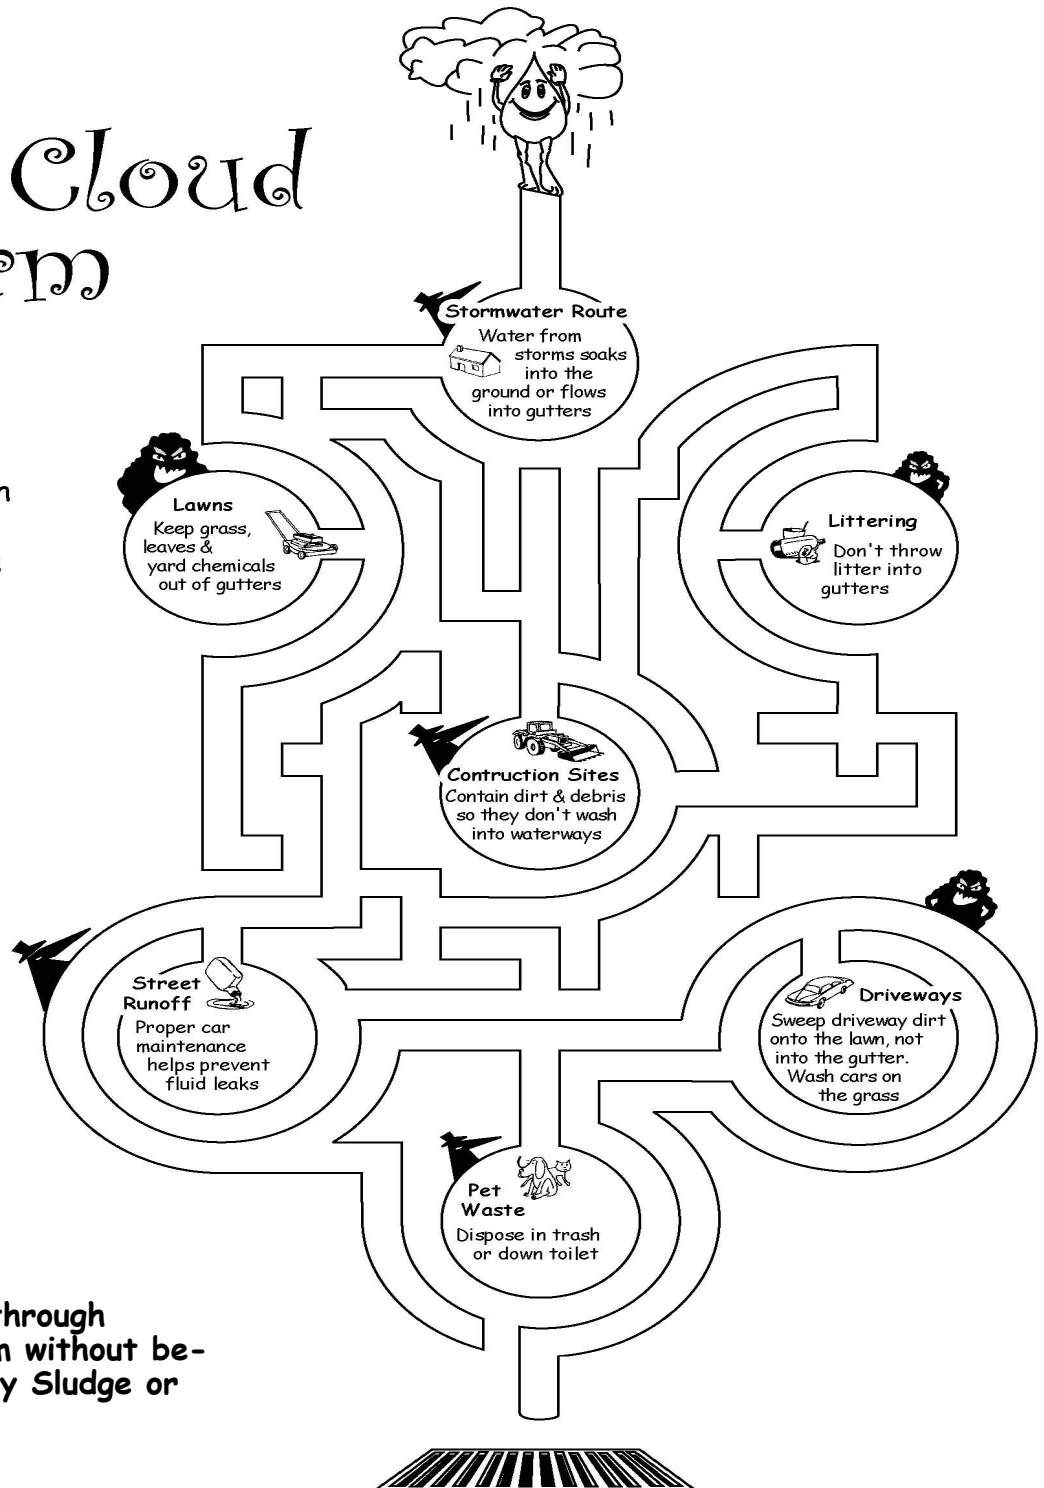 Cloud
Stormwater Route
Water from
storms soaks
into the
ground or flows
into gutters
Lawns
Keep grass,
leaves &
yard chemicals
out of gutters
Littering
Don't throw
litter into
gutters
Contruction Sites
Contain dirt & debris
so they don't wash
into waterways
Street
Runoff
Proper car
maintenance
helps prevent
fluid leaks
Driveways
Sweep driveway dirt
onto the lawn, not
into the gutter.
Wash cars on
the grass
Pet
Waste
Dispose in trash
or down toilet
through
without be-
y Sludge or